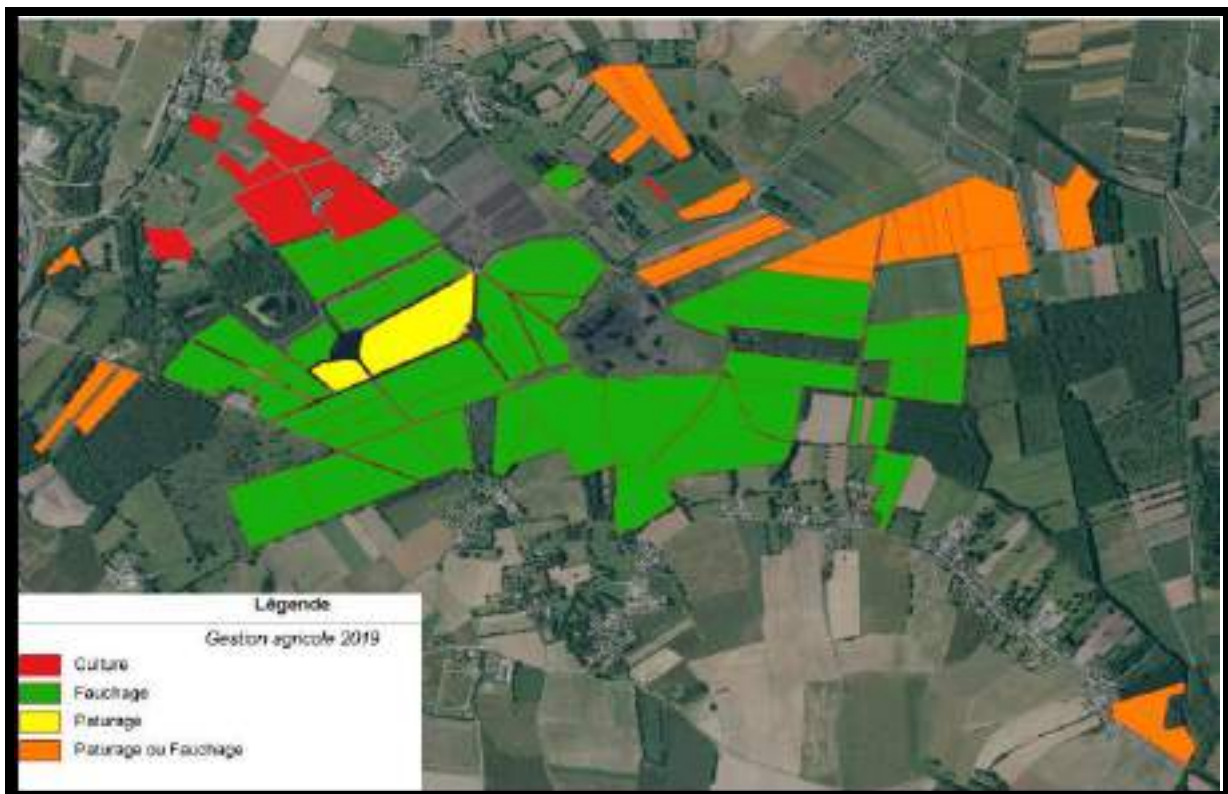 Légende
Gestion agricole 2019
Culture
Fauchage
Paturage
Paturage ou Fauchage